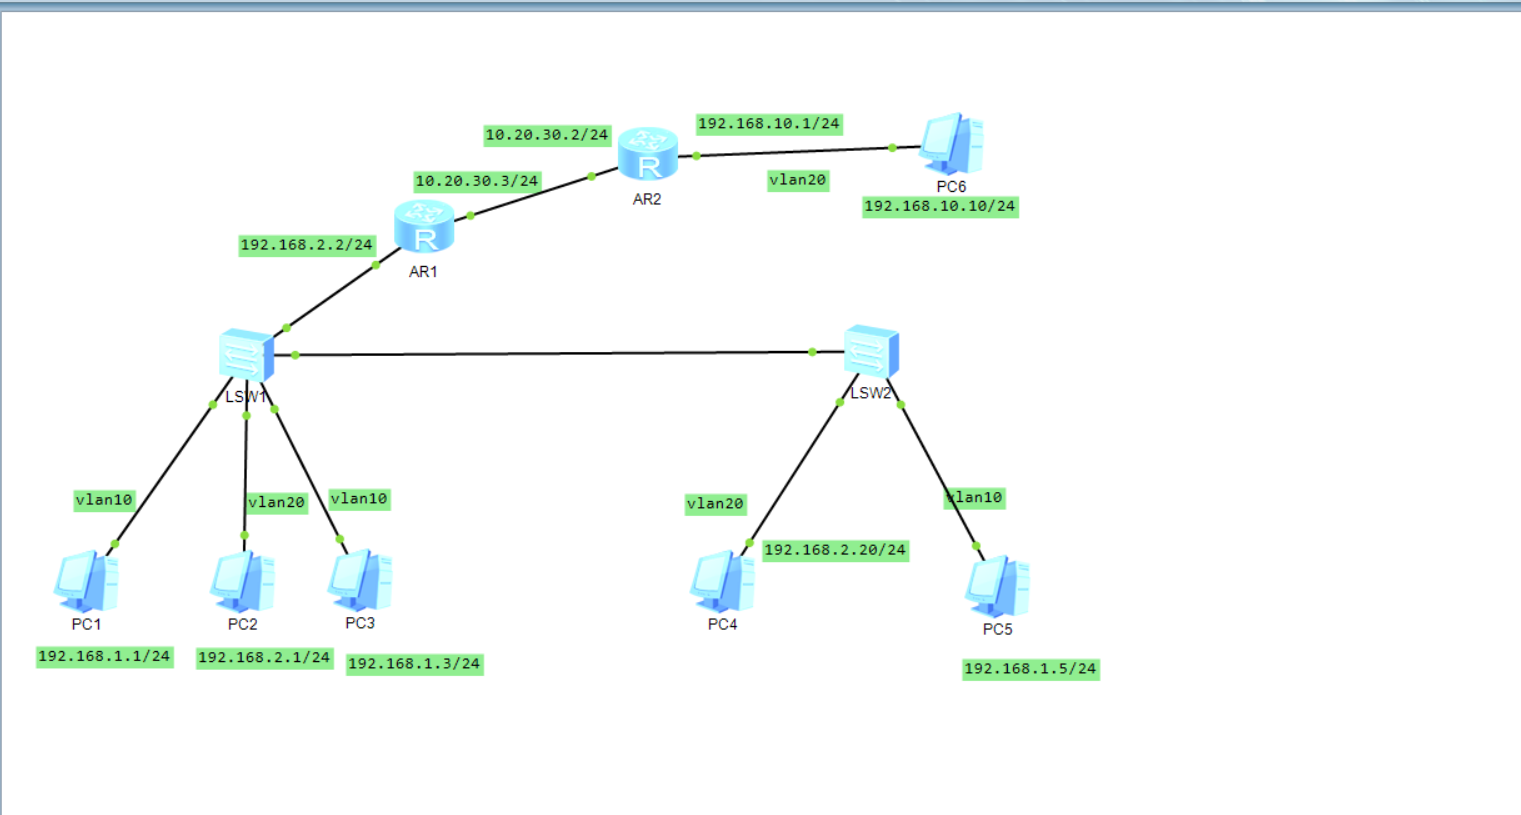 192.168.10.1/24
10.20.30.2/24
R
vlan20
10.20.30.3/24
PC6
AR2
192.168.10.10/24
R
192.168.2.2/24
AR1
LSW1
LSW2
vlan10
vlan20
vlan10
vlan20
vlan10
192.168.2.20/24
PC1
PC2
PC3
PC4
PC5
192.168.1.1/24
192.168.2.1/24
192.168.1.3/24
192.168.1.5/24